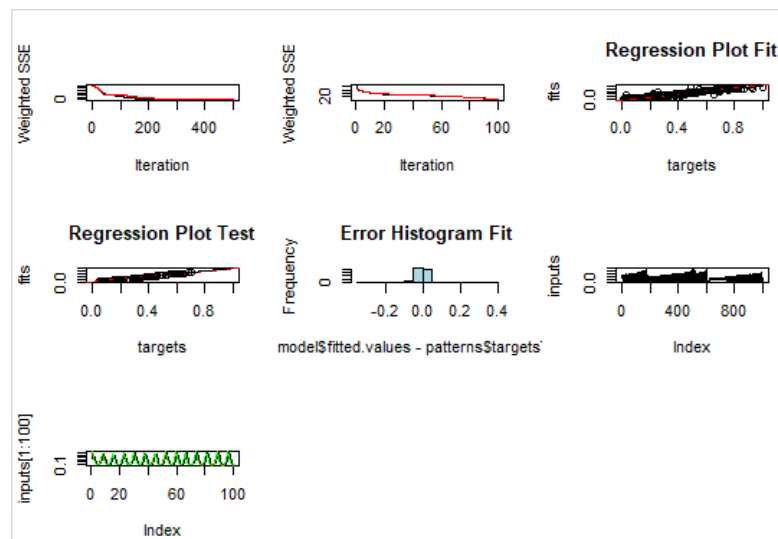 Weighted SSE
0
0 200 400
Iteration
Weighted SSE
20
0 20 60 100
Iteration
Regression Plot Fit
fits
0.0
0.0 0.4 0.8
targets
Regression Plot Test
fits
0.0
0.0 0.4 0.8
targets
Error Histogram Fit
Frequency
0
-0.2 0.0 0.2 0.4
model$fitted.values - patterns$targets
inputs
0.0
0 400 800
Index
inputs[1:100]
0.1
0 20 60 100
Index